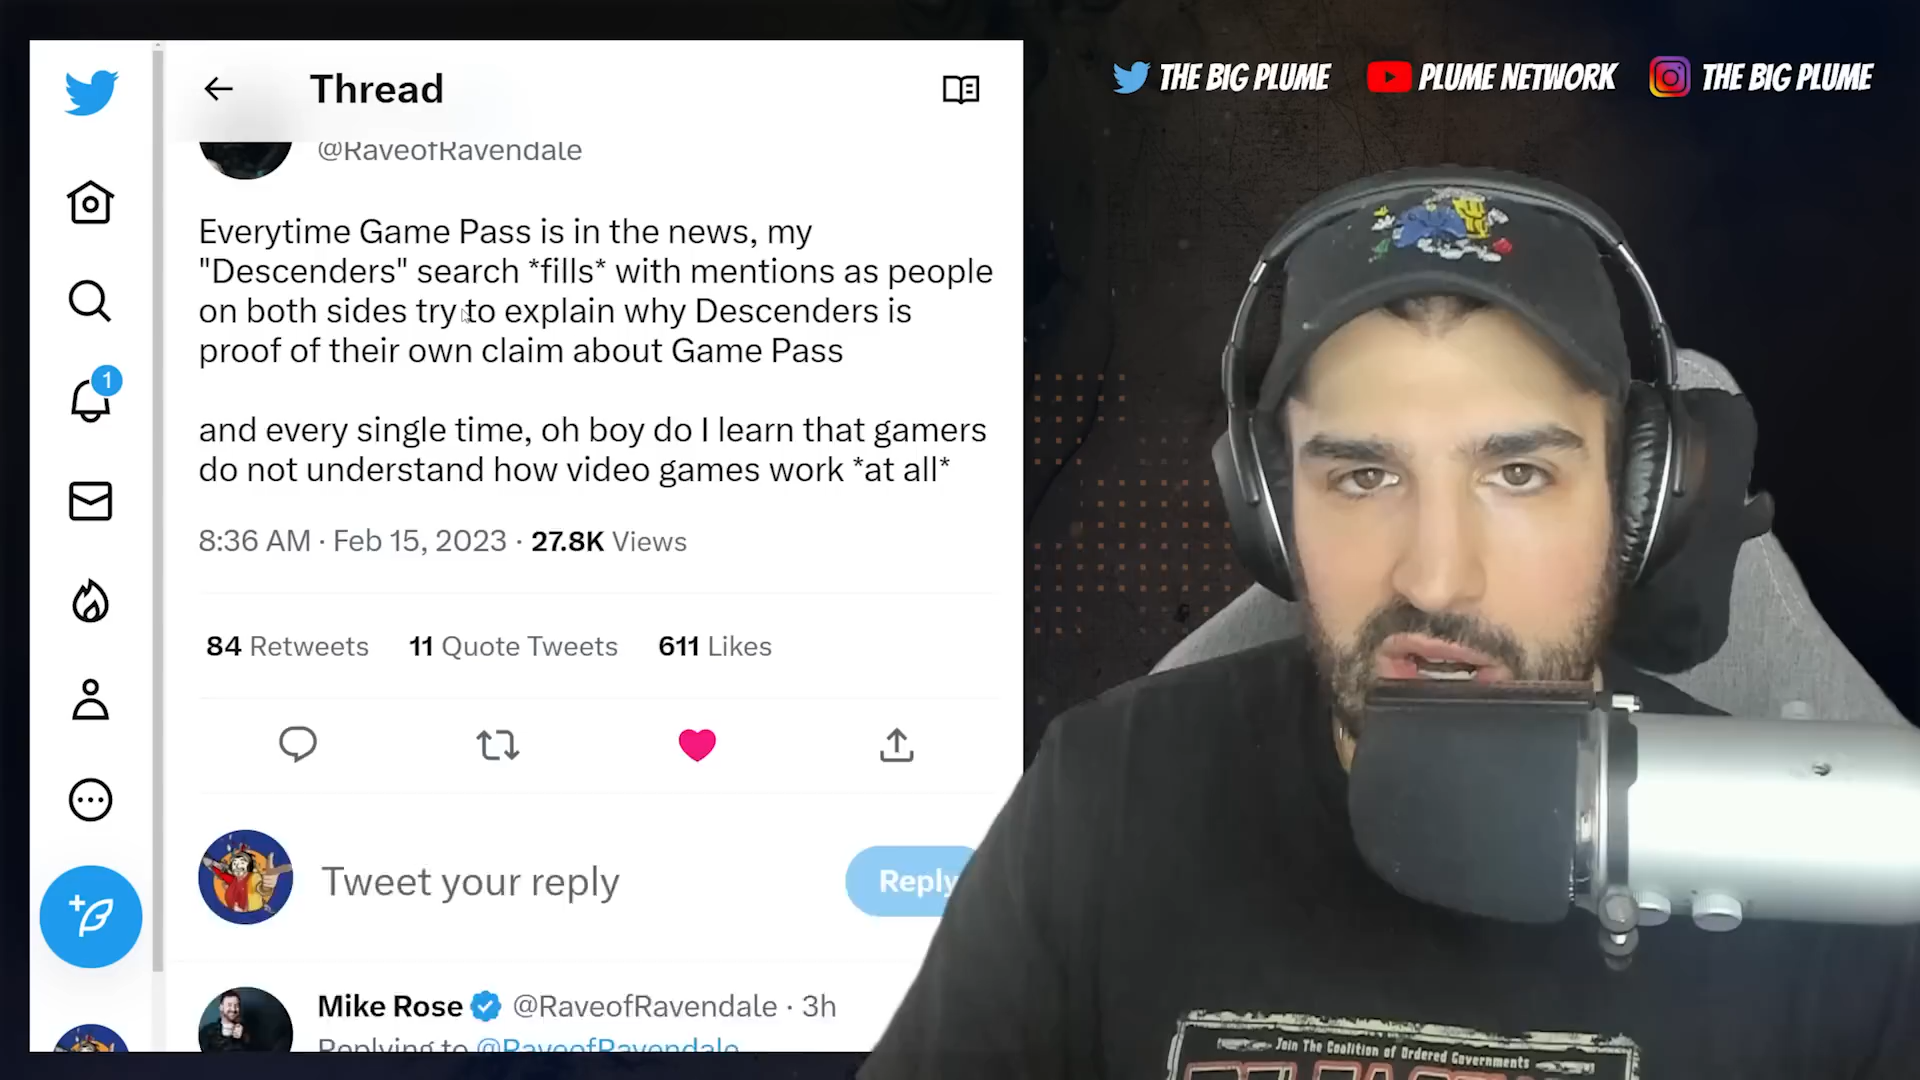 THE BIG PLUME PLUME NETWORK THE BIG PLUME
Thread
@RaveofRavendale
Everytime Game Pass is in the news, my
"Descenders" search *fills* with mentions as people
on both sides try to explain why Descenders is
proof of their own claim about Game Pass
and every single time, oh boy do I learn that gamers
do not understand how video games work *at all*
8:36 AM · Feb 15, 2023 · 27.8K Views
84 Retweets 11 Quote Tweets 611 Likes
1
Tweet your reply
Reply
Mike Rose @RaveofRavendale · 3h
Replying to @RaveofRavendale
Join The Coalition of Ordered Governments